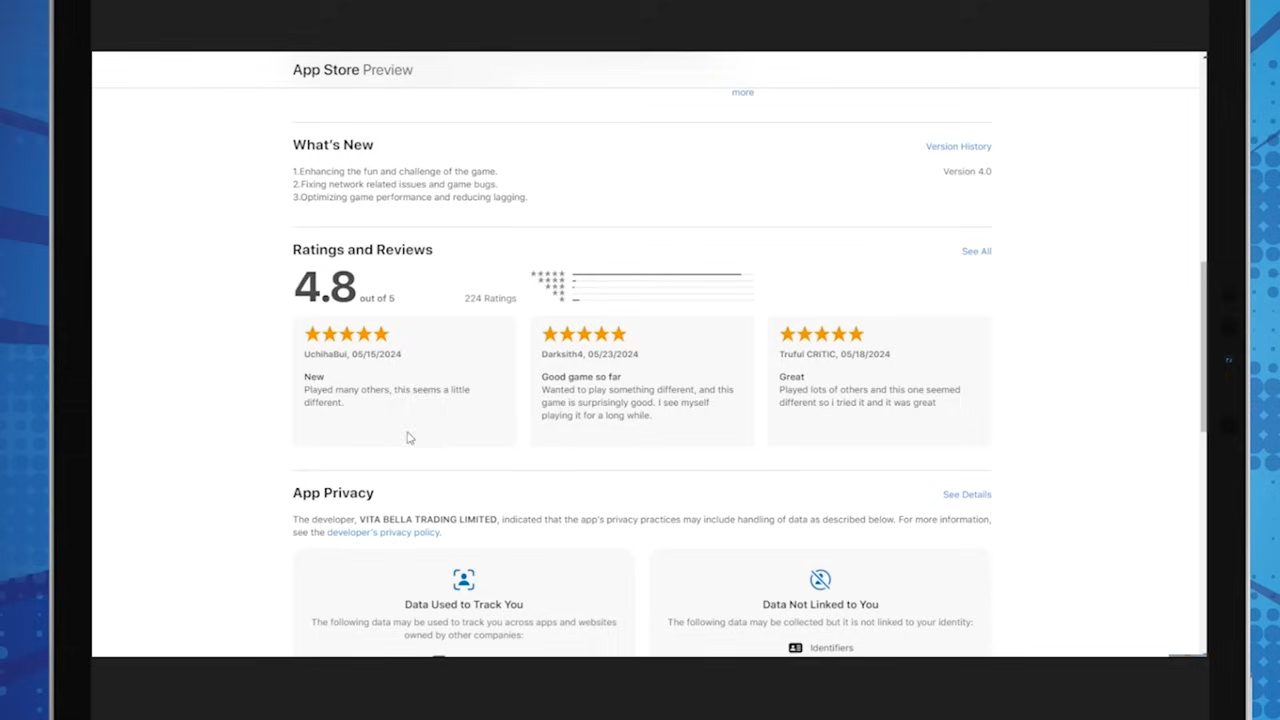 App Store Preview
more
What's New
Version History
1.Enhancing the fun and challenge of the game.
Version 4.0
2.Fixing network related issues and game bugs.
3.Optimizing game performance and reducing lagging.
Ratings and Reviews
See All
4.8 out of 5
224 Ratings
UchihaBui, 05/15/2024
New
Played many others, this seems a little
different.
Darksith4, 05/23/2024
Good game so far
Wanted to play something different, and this
game is surprisingly good. I see myself
playing it for a long while.
Truful CRITIC, 05/18/2024
Great
Played lots of others and this one seemed
different so i tried it and it was great
App Privacy
See Details
The developer, VITA BELLA TRADING LIMITED, indicated that the app's privacy practices may include handling of data as described below. For more information,
see the developer's privacy policy.
Data Used to Track You
The following data may be used to track you across apps and websites
owned by other companies:
Data Not Linked to You
The following data may be collected but it is not linked to your identity:
Identifiers